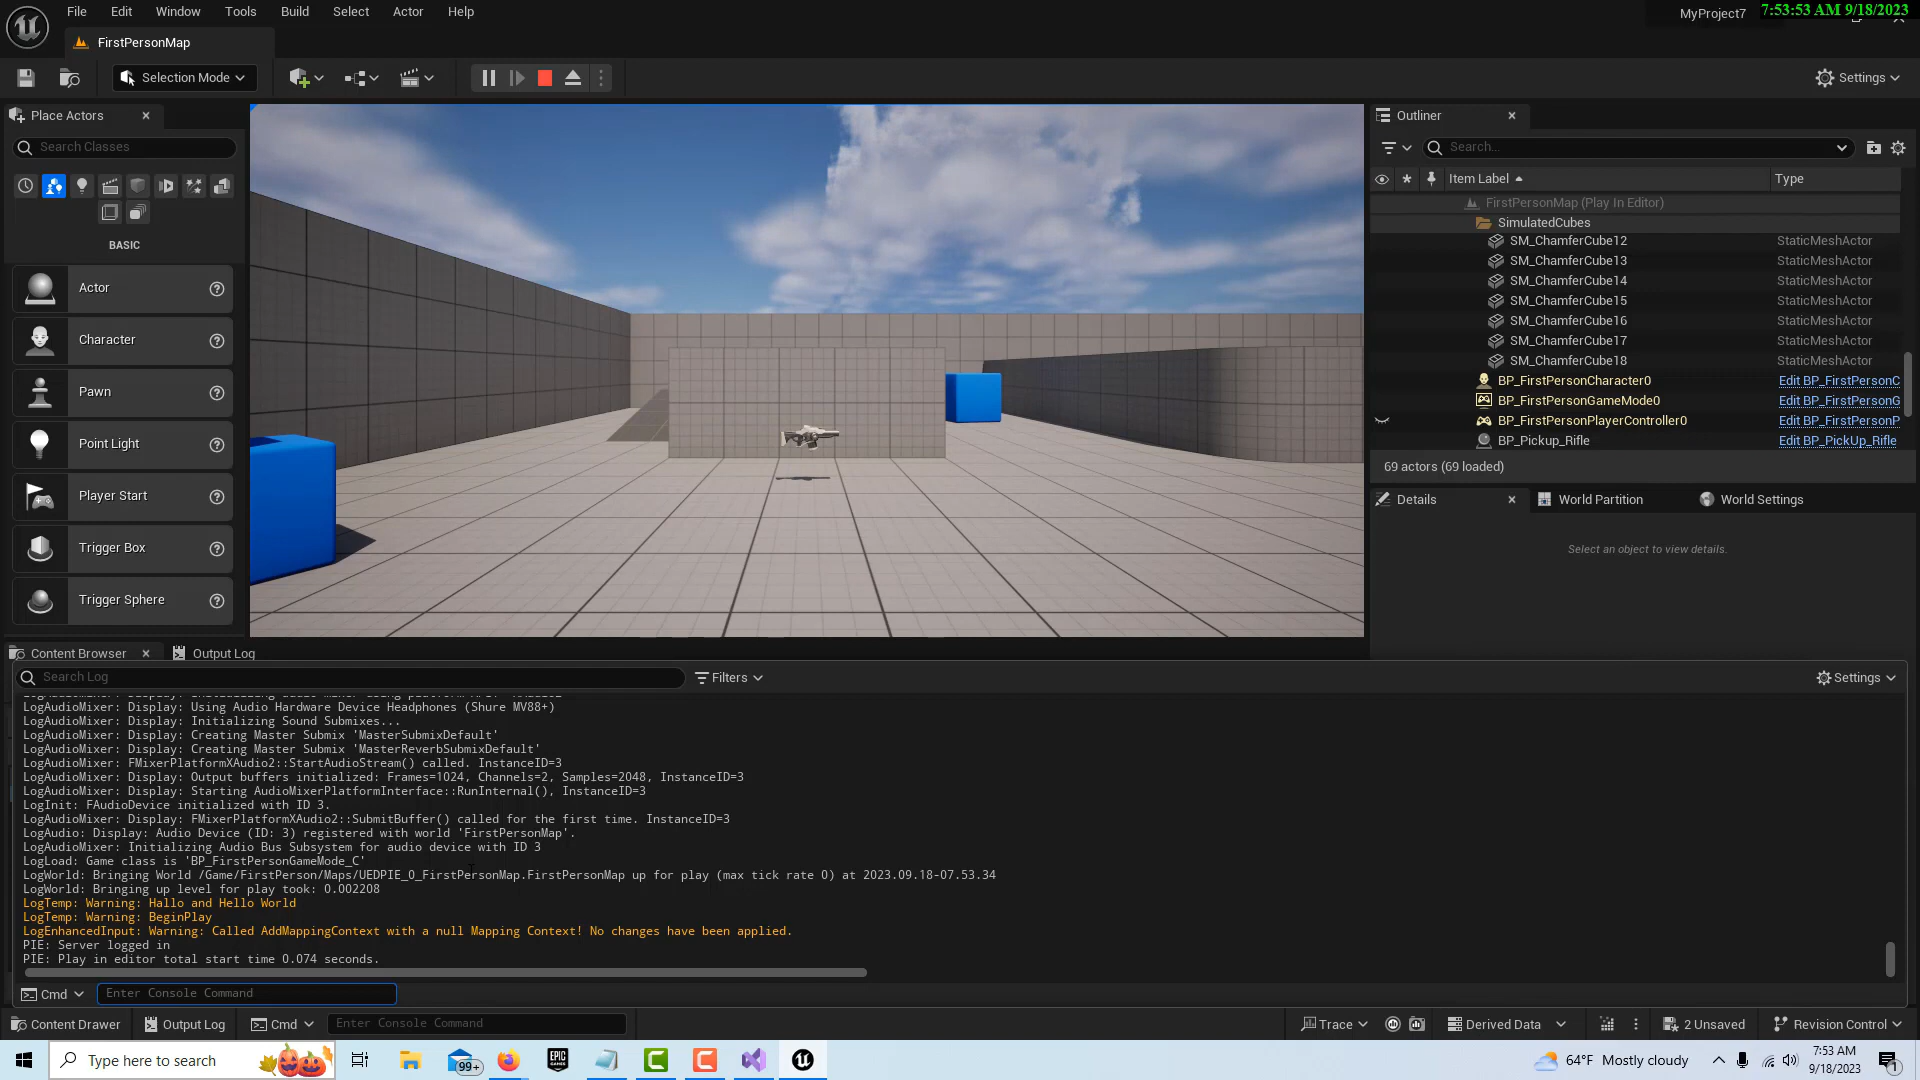 File Edit Window Tools Build Select Actor Help
MyProject7
7:53:53 AM 9/18/2023
FirstPersonMap
Selection Mode
Settings
Place Actors
Search Classes
BASIC
Actor
Character
Pawn
Point Light
Player Start
Trigger Box
Trigger Sphere
Outliner
Search...
Item Label Type
FirstPersonMap (Play In Editor)
SimulatedCubes
SM_ChamferCube12 StaticMeshActor
SM_ChamferCube13 StaticMeshActor
SM_ChamferCube14 StaticMeshActor
SM_ChamferCube15 StaticMeshActor
SM_ChamferCube16 StaticMeshActor
SM_ChamferCube17 StaticMeshActor
SM_ChamferCube18 StaticMeshActor
BP_FirstPersonCharacter0 Edit BP_FirstPersonC
BP_FirstPersonGameMode0 Edit BP_FirstPersonG
BP_FirstPersonPlayerController0 Edit BP_FirstPersonP
BP_Pickup_Rifle Edit BP_PickUp_Rifle
69 actors (69 loaded)
Details World Partition World Settings
Select an object to view details.
Content Browser Output Log
Search Log Filters Settings
LogAudioMixer: Display: Using Audio Hardware Device Headphones (Shure MV88+)
LogAudioMixer: Display: Initializing Sound Submixes...
LogAudioMixer: Display: Creating Master Submix 'MasterSubmixDefault'
LogAudioMixer: Display: Creating Master Submix 'MasterReverbSubmixDefault'
LogAudioMixer: FMixerPlatformXAudio2::StartAudioStream() called. InstanceID=3
LogAudioMixer: Display: Output buffers initialized: Frames=1024, Channels=2, Samples=2048, InstanceID=3
LogAudioMixer: Display: Starting AudioMixerPlatformInterface::RunInternal(), InstanceID=3
LogInit: FAudioDevice initialized with ID 3.
LogAudioMixer: Display: FMixerPlatformXAudio2::SubmitBuffer() called for the first time. InstanceID=3
LogAudio: Display: Audio Device (ID: 3) registered with world 'FirstPersonMap'.
LogAudioMixer: Initializing Audio Bus Subsystem for audio device with ID 3
LogLoad: Game class is 'BP_FirstPersonGameMode_C'
LogWorld: Bringing World /Game/FirstPerson/Maps/UEDPIE_0_FirstPersonMap.FirstPersonMap up for play (max tick rate 0) at 2023.09.18-07.53.34
LogWorld: Bringing up level for play took: 0.002208
LogTemp: Warning: Hallo and Hello World
LogTemp: Warning: BeginPlay
LogEnhancedInput: Warning: Called AddMappingContext with a null Mapping Context! No changes have been applied.
PIE: Server logged in
PIE: Play in editor total start time 0.074 seconds.
Cmd Enter Console Command
Content Drawer Output Log Cmd Enter Console Command Trace Derived Data 2 Unsaved Revision Control
Type here to search
99+
EPIC GAMES
64°F Mostly cloudy
7:53 AM
9/18/2023
1